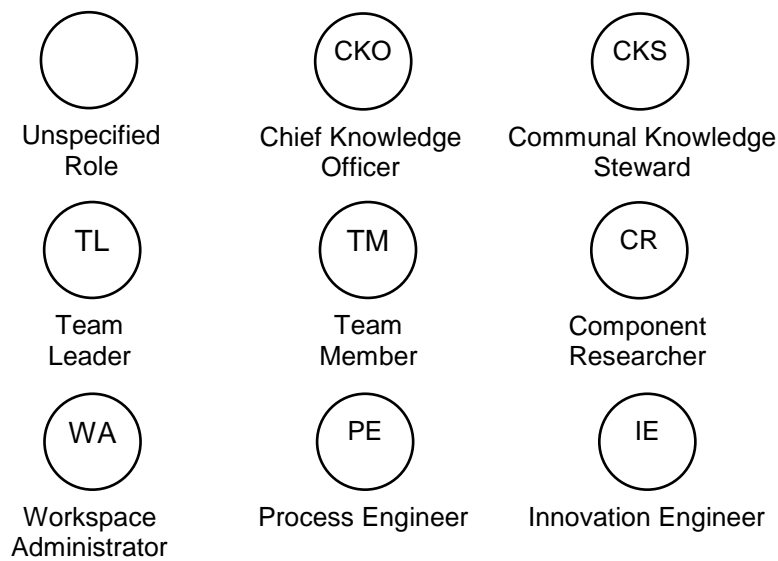 CKO
CKS
Unspecified
Role
Chief Knowledge
Officer
Communal Knowledge
Steward
TL
TM
CR
Team
Leader
Team
Member
Component
Researcher
WA
PE
IE
Workspace
Administrator
Process Engineer
Innovation Engineer